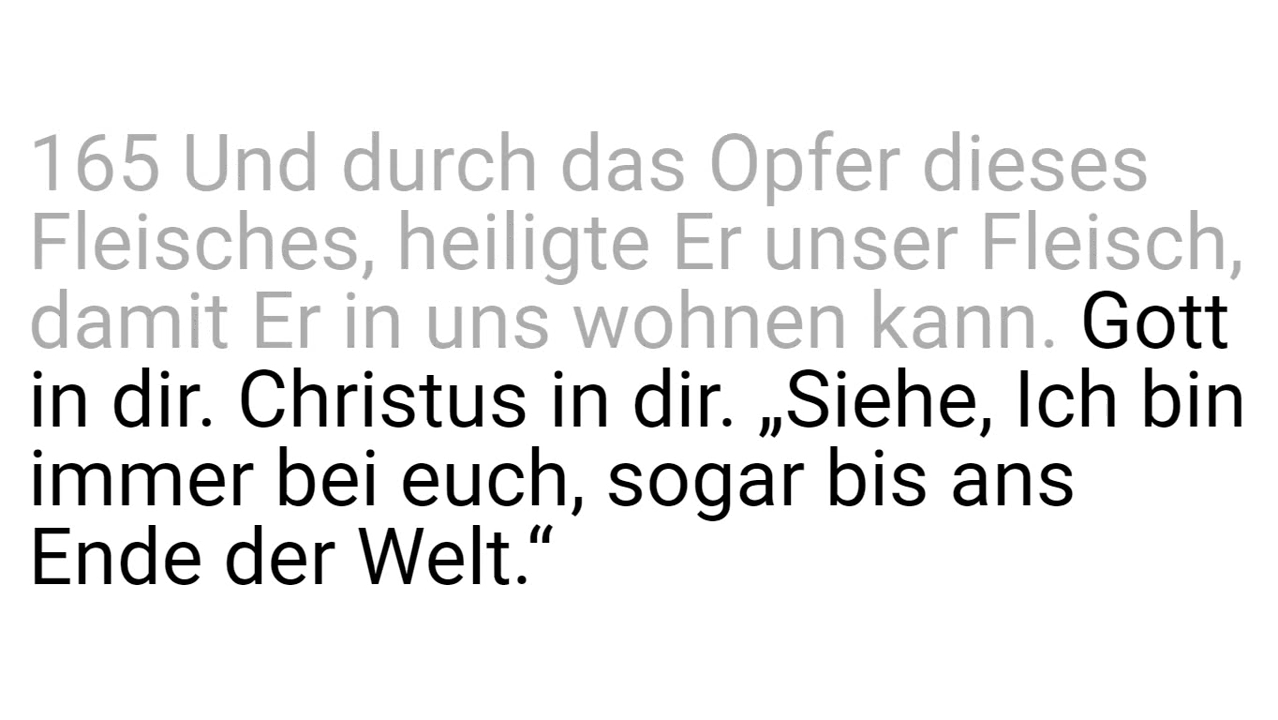 165 Und durch das Opfer dieses
Fleisches, heiligte Er unser Fleisch,
damit Er in uns wohnen kann. Gott
in dir. Christus in dir. „Siehe, Ich bin
immer bei euch, sogar bis ans
Ende der Welt.“